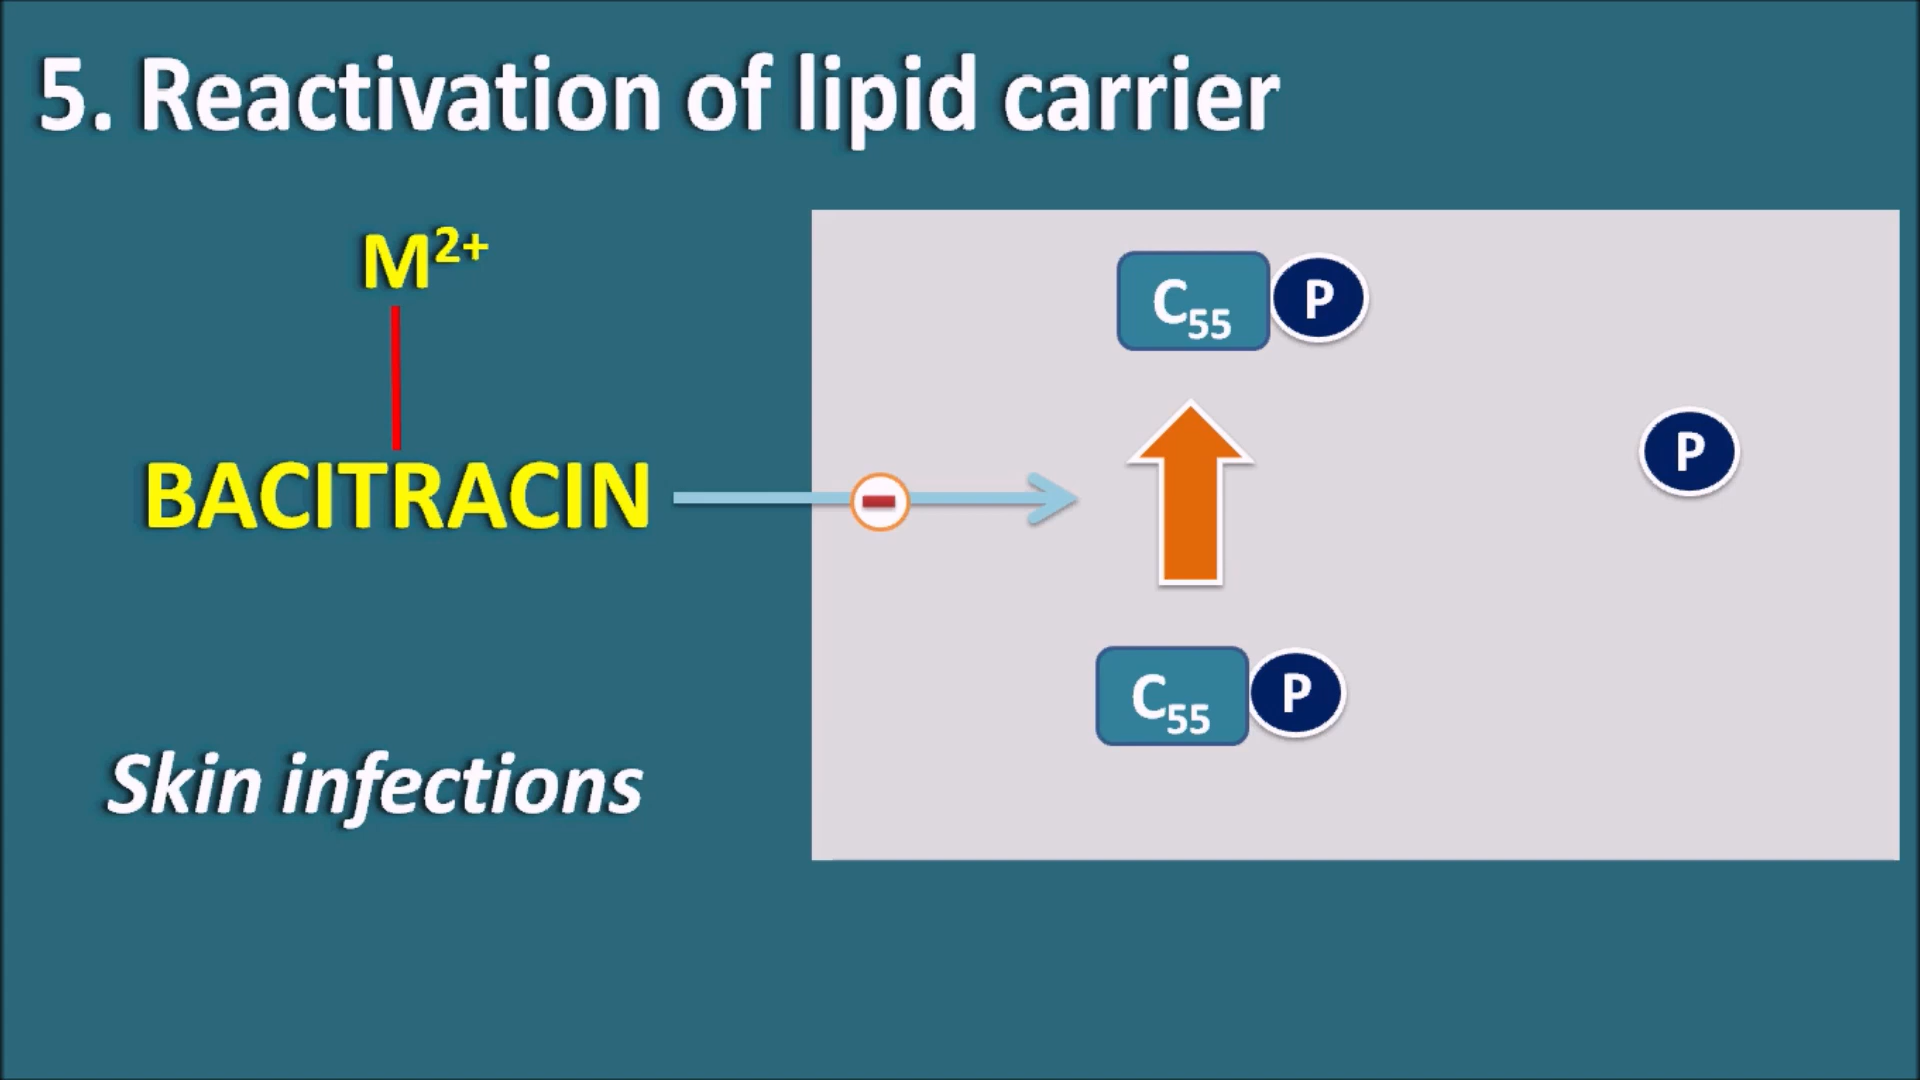 5. Reactivation of lipid carrier
M²⁺
BACITRACIN
Skin infections
C₅₅ P
P
C₅₅ P